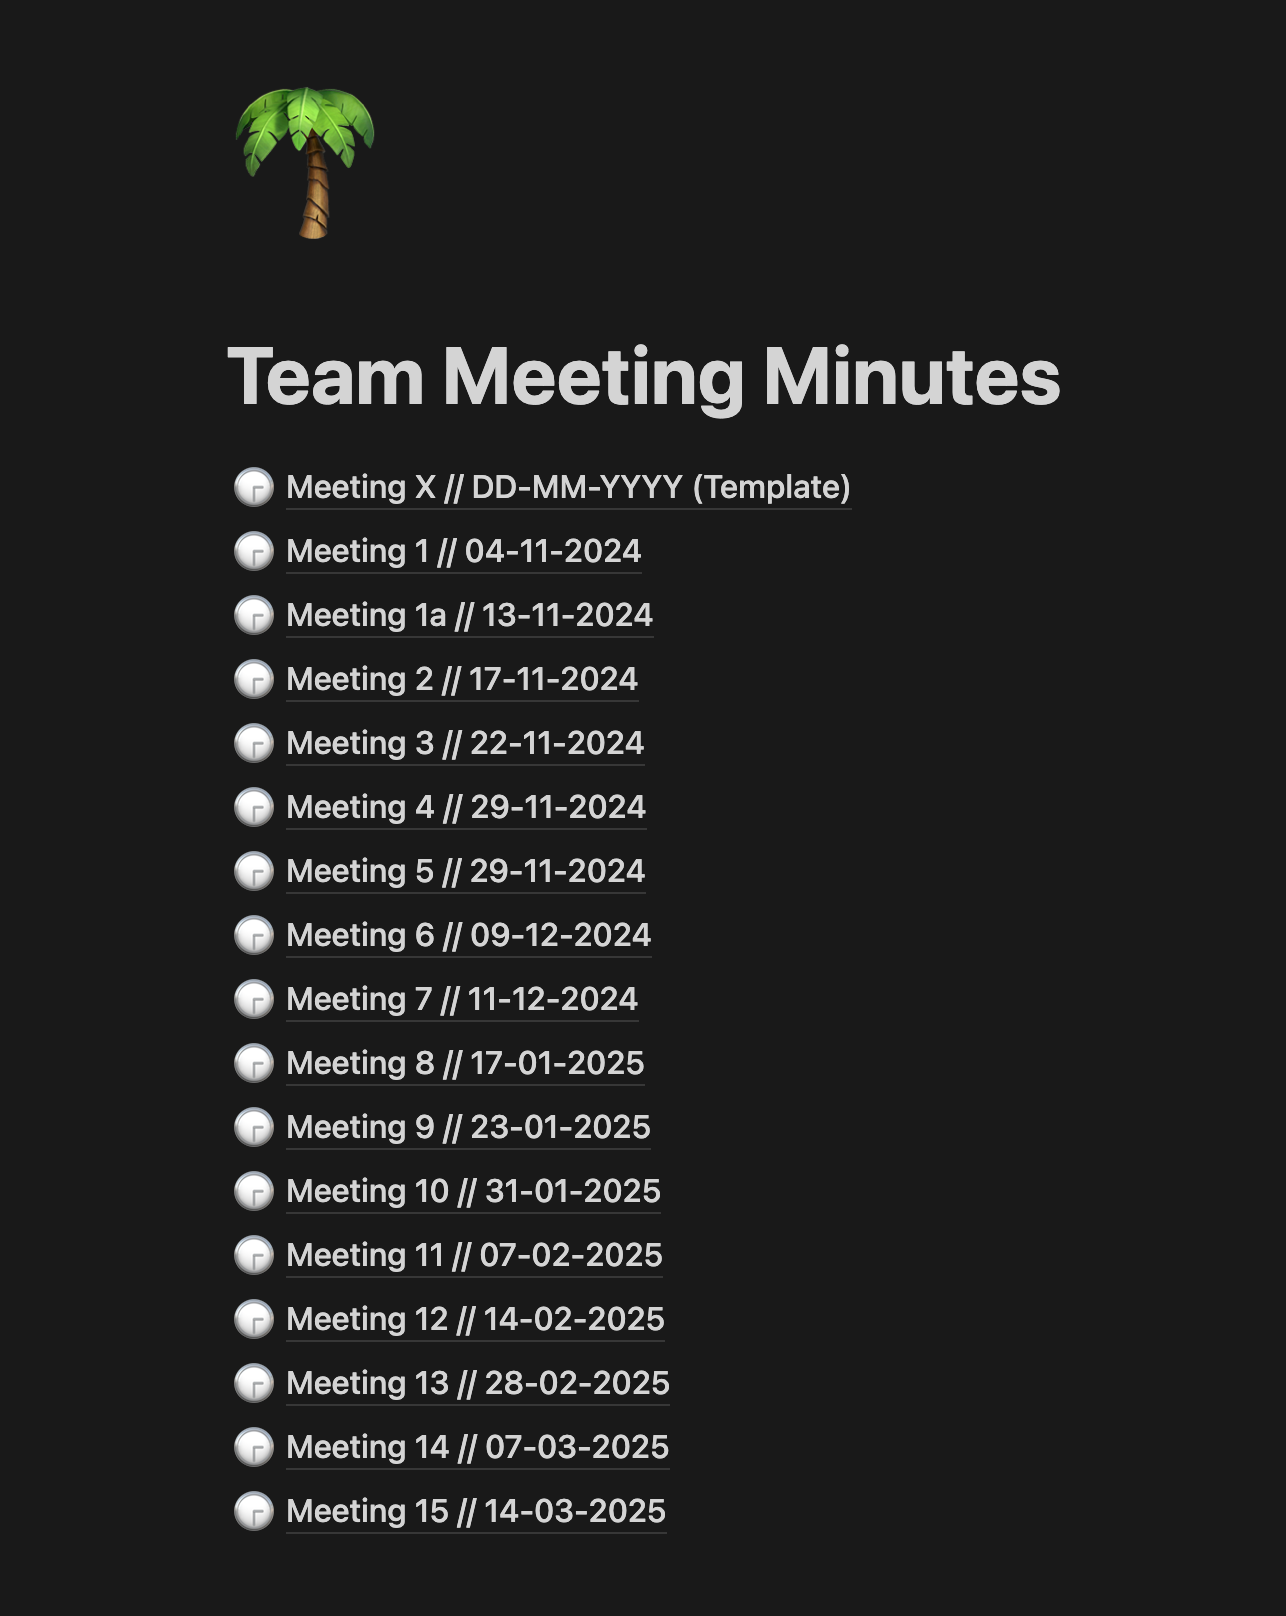 Team Meeting Minutes
Meeting X // DD-MM-YYYY (Template)
Meeting 1 // 04-11-2024
Meeting 1a // 13-11-2024
Meeting 2 // 17-11-2024
Meeting 3 // 22-11-2024
Meeting 4 // 29-11-2024
Meeting 5 // 29-11-2024
Meeting 6 // 09-12-2024
Meeting 7 // 11-12-2024
Meeting 8 // 17-01-2025
Meeting 9 // 23-01-2025
Meeting 10 // 31-01-2025
Meeting 11 // 07-02-2025
Meeting 12 // 14-02-2025
Meeting 13 // 28-02-2025
Meeting 14 // 07-03-2025
Meeting 15 // 14-03-2025